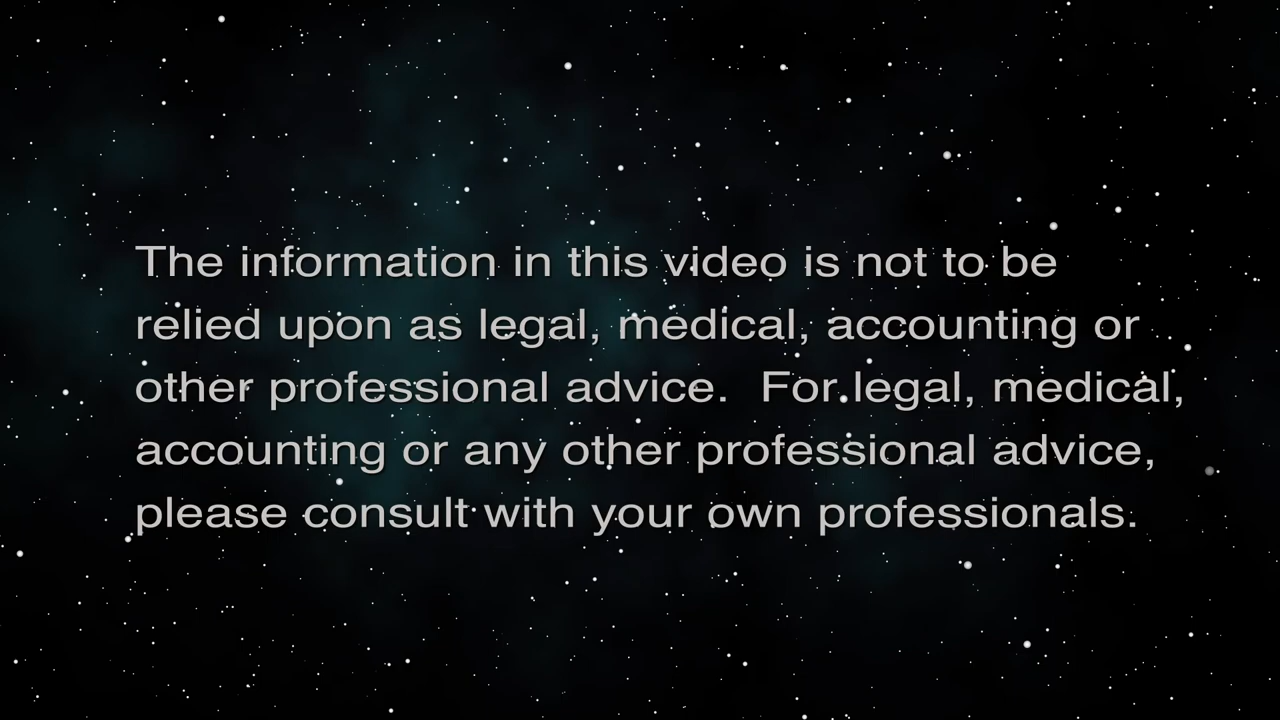 The information in this video is not to be
relied upon as legal, medical, accounting or
other professional advice.  For legal, medical,
accounting or any other professional advice,
please consult with your own professionals.